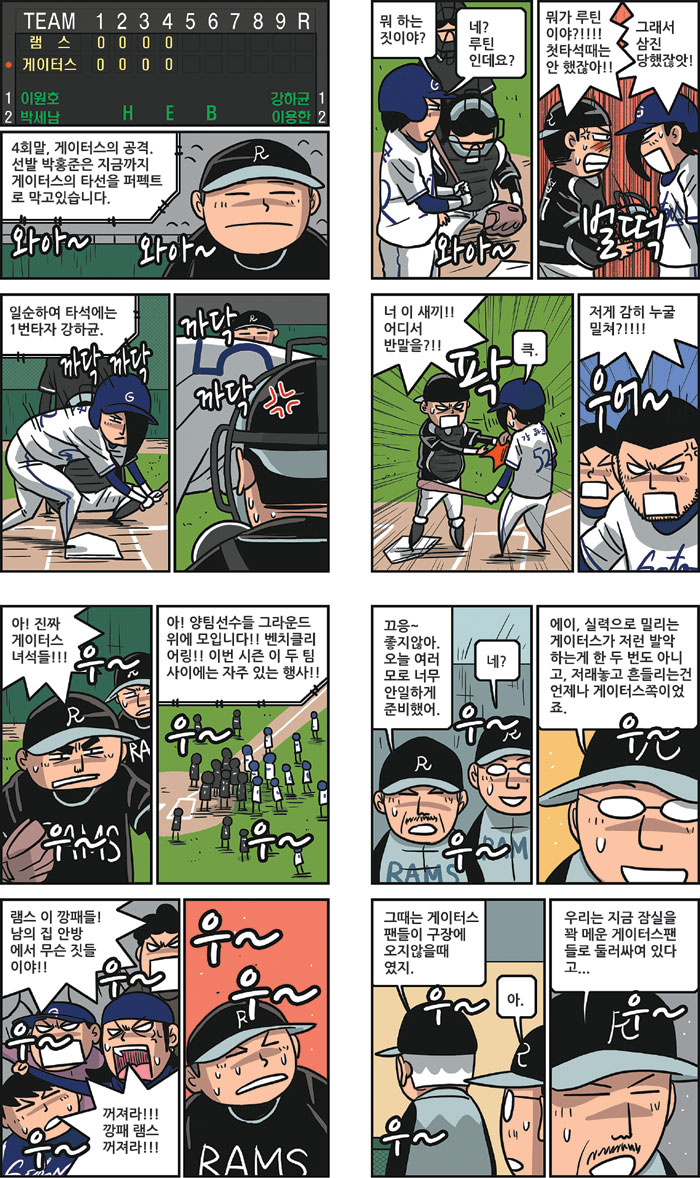 TEAM 1 2 3 4 5 6 7 8 9 R
램 스 0 0 0 0
게이터스 0 0 0 0
1 이원호 강하균 1
2 박세남 H E B 이용한 2
4회말, 게이터스의 공격.
선발 박홍준은 지금까지
게이터스의 타선을 퍼펙트
로 막고있습니다.
R
와아~
와아~
일순하여 타석에는
1번타자 강하균.
까닥 까닥
G
까닥
까닥
R
5
뭐 하는
짓이야?
네?
루틴
인데요?
G
와아~
뭐가 루틴
이야?!!!!
첫타석때는
안 했잖아!!
그래서
삼진
당했잖앗!
벌떡
너 이 새끼!!
어디서
반말을?!!
팍
큭.
52
저게 감히 누굴
밀쳐?!!!!
우어~
아! 진짜
게이터스
녀석들!!!
우~
R
RAMS
우~
아! 양팀선수들 그라운드
위에 모입니다!! 벤치클리
어링!! 이번 시즌 이 두 팀
사이에는 자주 있는 행사!!
우~
우~
램스 이 깡패들!
남의 집 안방
에서 무슨 짓들
이야!!
우~
우~
우~
꺼져라!!!
깡패 램스
꺼져라!!!
우~
우~
R
RAMS
끄응~
좋지않아.
오늘 여러
모로 너무
안일하게
준비했어.
네?
우~
R
R
우~
RAMS
RAM
에이, 실력으로 밀리는
게이터스가 저런 발악
하는게 한 두 번도 아니
고, 저래놓고 흔들리는건
언제나 게이터스쪽이었
죠.
우~
그때는 게이터스
팬들이 구장에
오지않을때
였지.
우~
아.
우~
우리는 지금 잠실을
꽉 메운 게이터스팬
들로 둘러싸여 있다
고...
우~
R